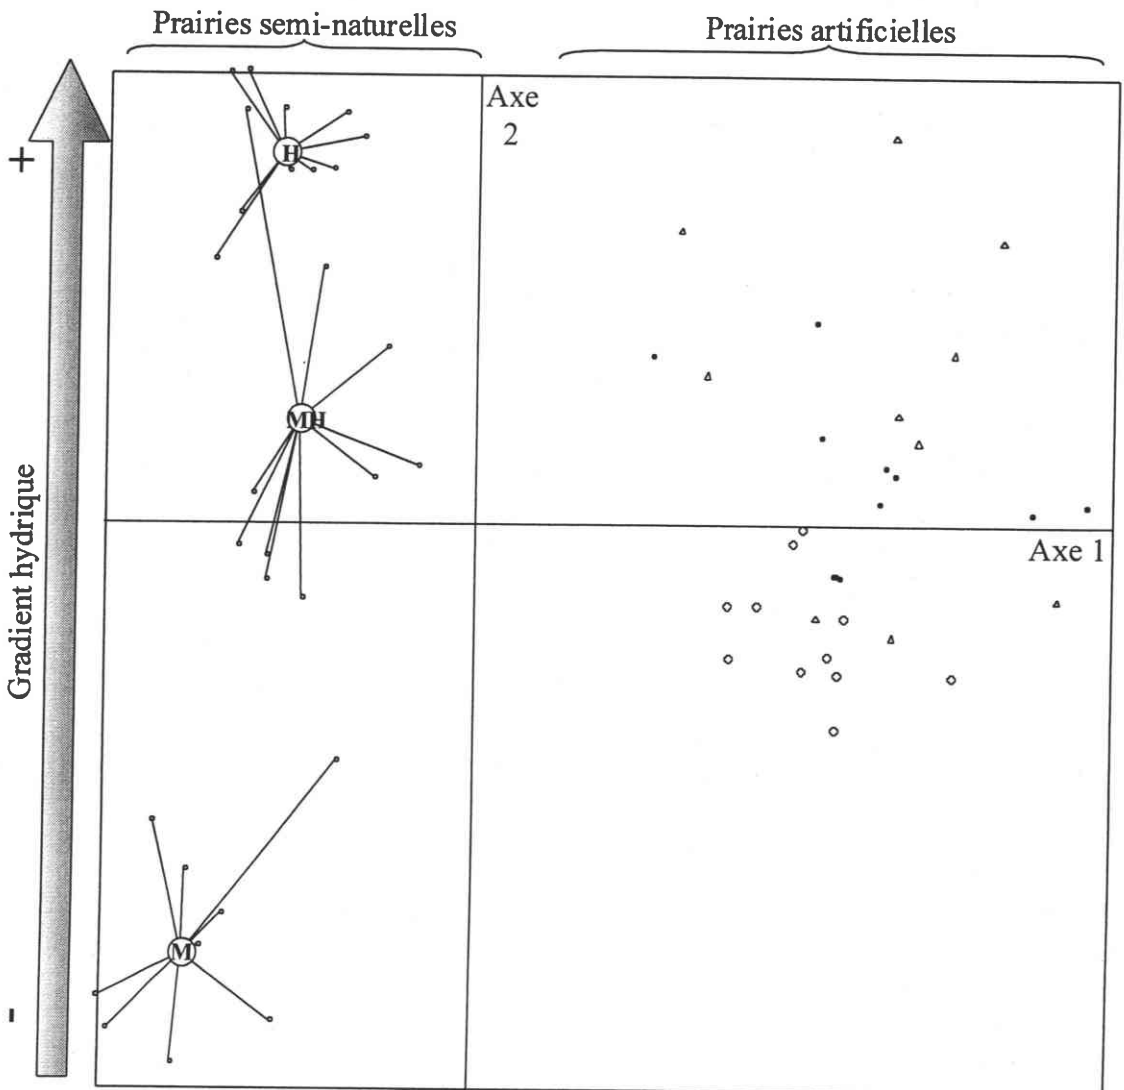 Prairies semi-naturelles
Prairies artificielles
Axe
2
+
H
MH
Gradient hydrique
Axe 1
M
-